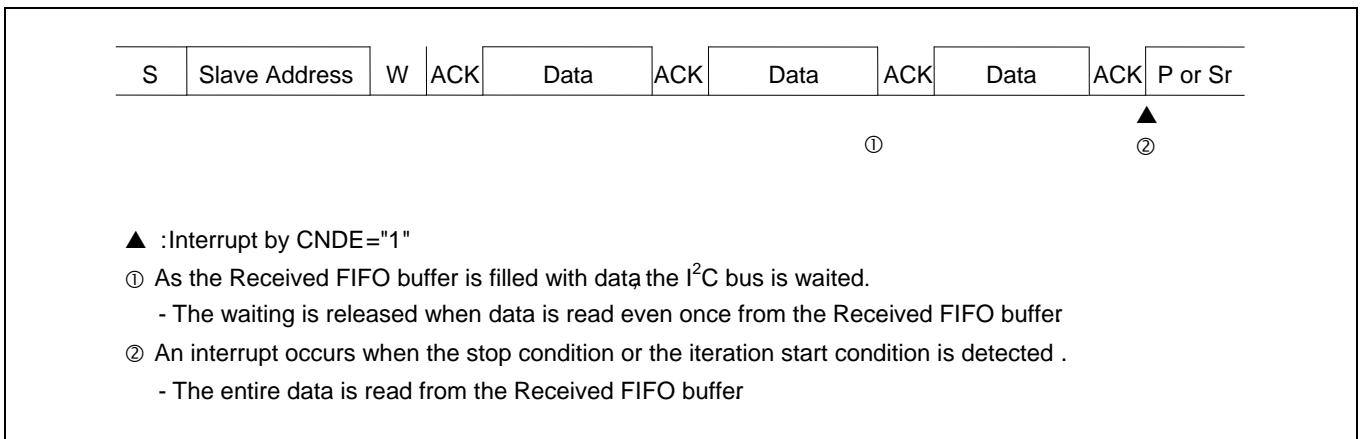 S Slave Address W ACK Data ACK Data ACK Data ACK P or Sr
▲
① ②
▲ :Interrupt by CNDE="1"
① As the Received FIFO buffer is filled with data, the I²C bus is waited.
- The waiting is released when data is read even once from the Received FIFO buffer
② An interrupt occurs when the stop condition or the iteration start condition is detected .
- The entire data is read from the Received FIFO buffer